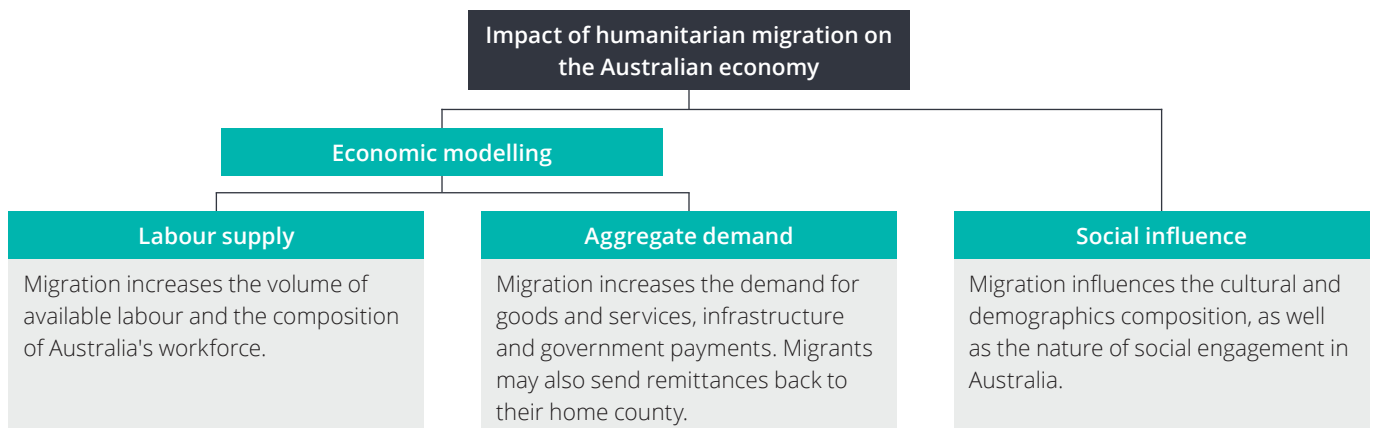 Impact of humanitarian migration on
the Australian economy
Economic modelling
Labour supply
Migration increases the volume of
available labour and the composition
of Australia's workforce.
Aggregate demand
Migration increases the demand for
goods and services, infrastructure
and government payments. Migrants
may also send remittances back to
their home county.
Social influence
Migration influences the cultural and
demographics composition, as well
as the nature of social engagement in
Australia.